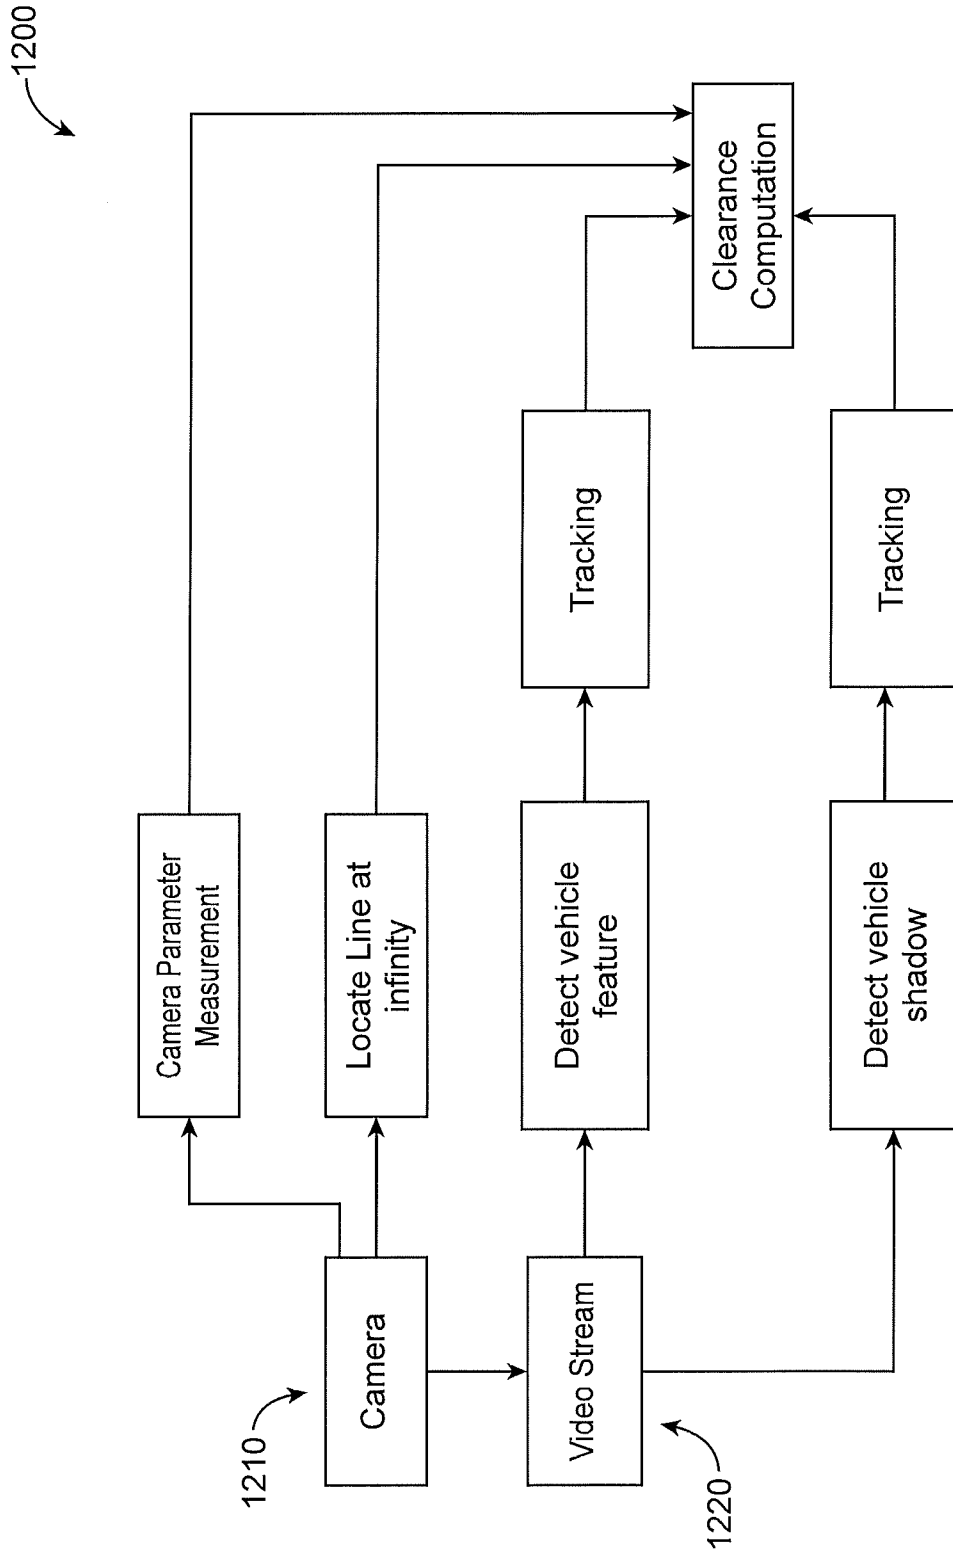 1200
Camera Parameter
Measurement
Locate Line at
infinity
1210
Camera
Clearance
Computation
Detect vehicle
feature
Tracking
Video Stream
1220
Detect vehicle
shadow
Tracking